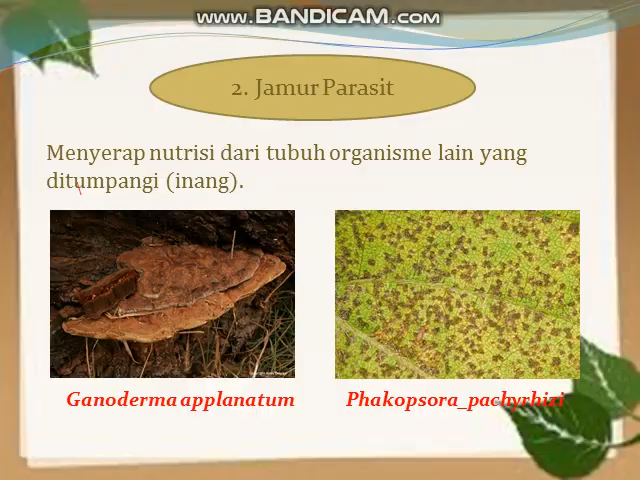 www.BANDICAM.com
2. Jamur Parasit
Menyerap nutrisi dari tubuh organisme lain yang
ditumpangi (inang).
Ganoderma applanatum
Phakopsora_pachyrhizi